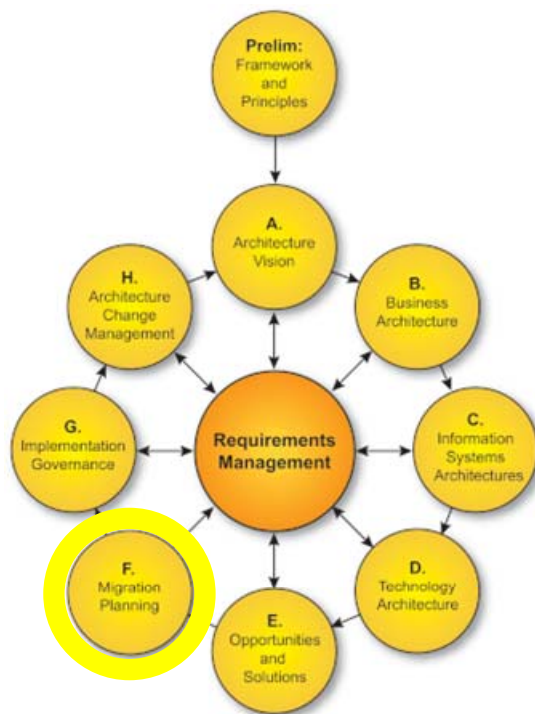 Prelim:
Framework
and
Principles
A.
Architecture
Vision
B.
Business
Architecture
C.
Information
Systems
Architectures
D.
Technology
Architecture
E.
Opportunities
and
Solutions
F.
Migration
Planning
G.
Implementation
Governance
H.
Architecture
Change
Management
Requirements
Management